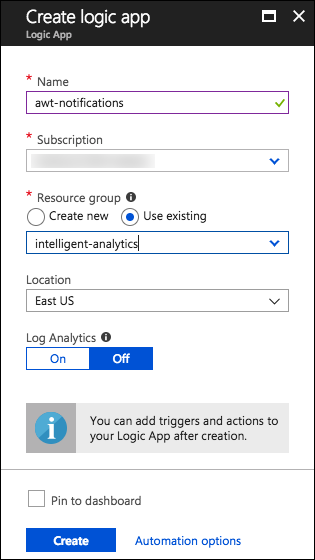 Create logic app
Logic App
* Name
awt-notifications
* Subscription
* Resource group
Create new Use existing
intelligent-analytics
Location
East US
Log Analytics
On Off
You can add triggers and actions to
your Logic App after creation.
Pin to dashboard
Create Automation options